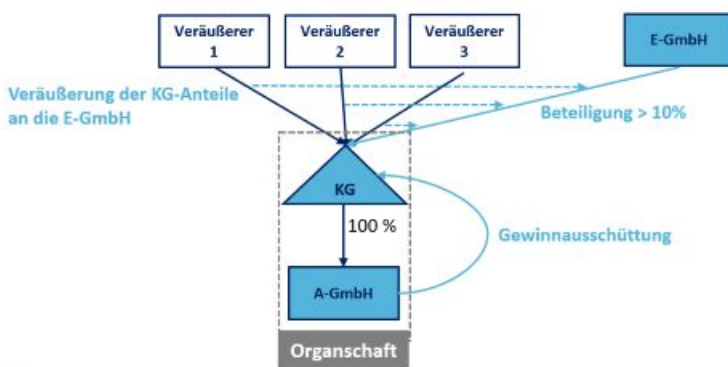 Veräußerer
1
Veräußerer
2
Veräußerer
3
E-GmbH
Veräußerung der KG-Anteile
an die E-GmbH
Beteiligung > 10%
KG
100 %
Gewinnausschüttung
A-GmbH
Organschaft